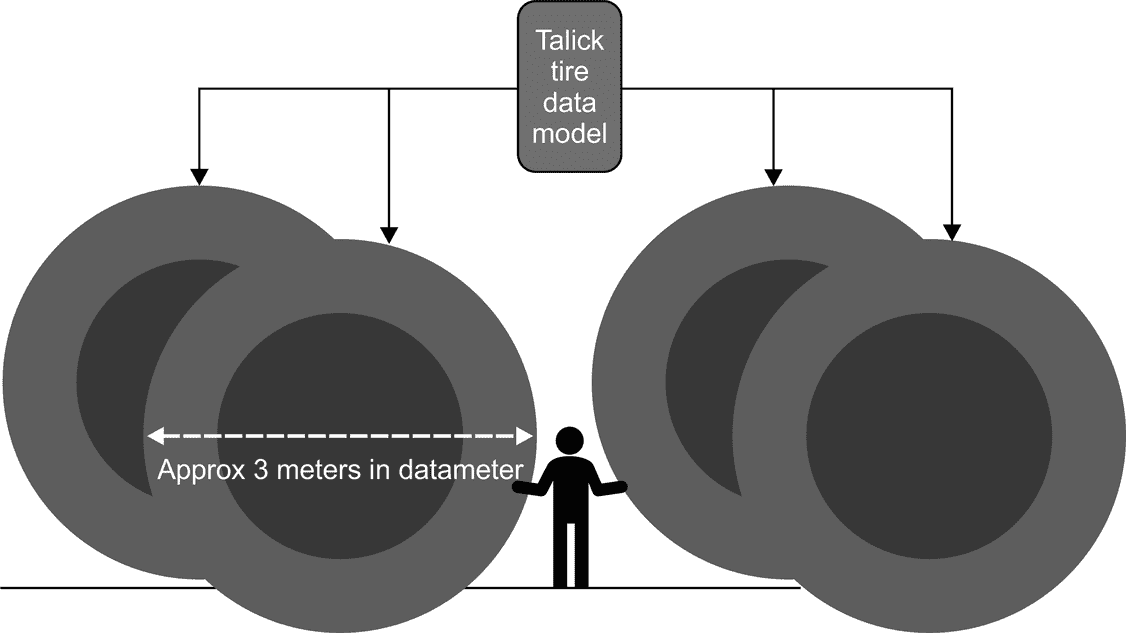 Talick
tire
data
model
Approx 3 meters in datameter